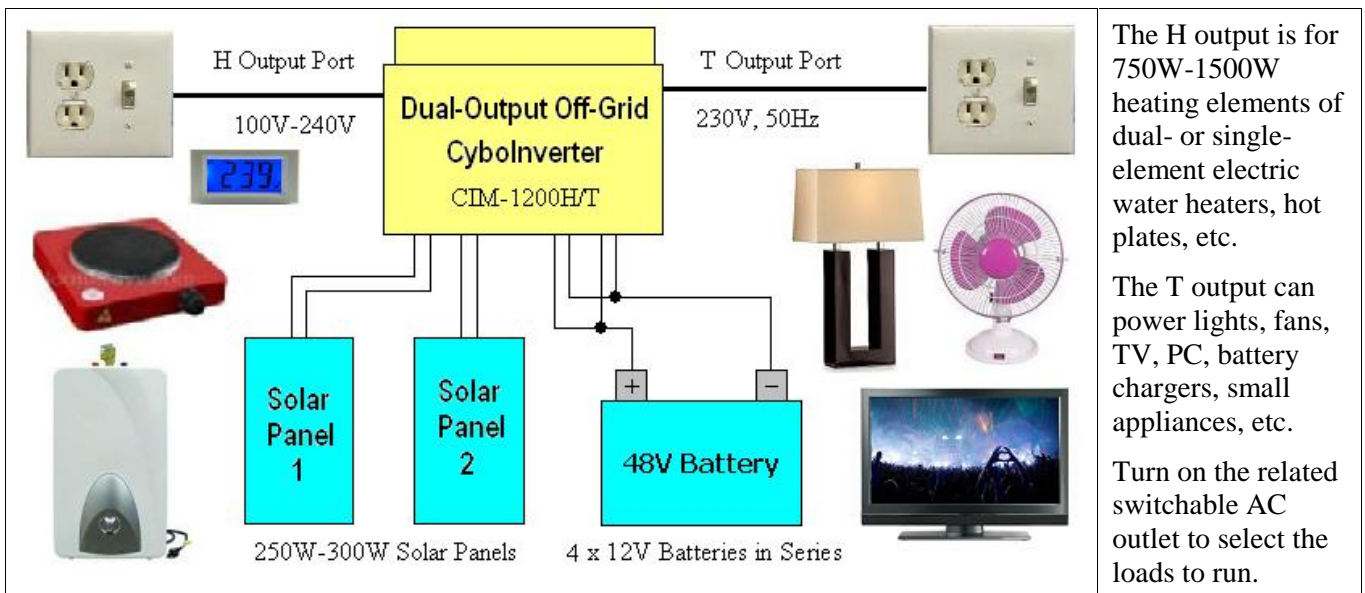 H Output Port
100V-240V
239.
Dual-Output Off-Grid
CyboInverter
CIM-1200H/T
T Output Port
230V, 50Hz
Solar
Panel
1
Solar
Panel
2
+
−
48V Battery
250W-300W Solar Panels
4 x 12V Batteries in Series
The H output is for
750W-1500W
heating elements of
dual- or single-
element electric
water heaters, hot
plates, etc.
The T output can
power lights, fans,
TV, PC, battery
chargers, small
appliances, etc.
Turn on the related
switchable AC
outlet to select the
loads to run.